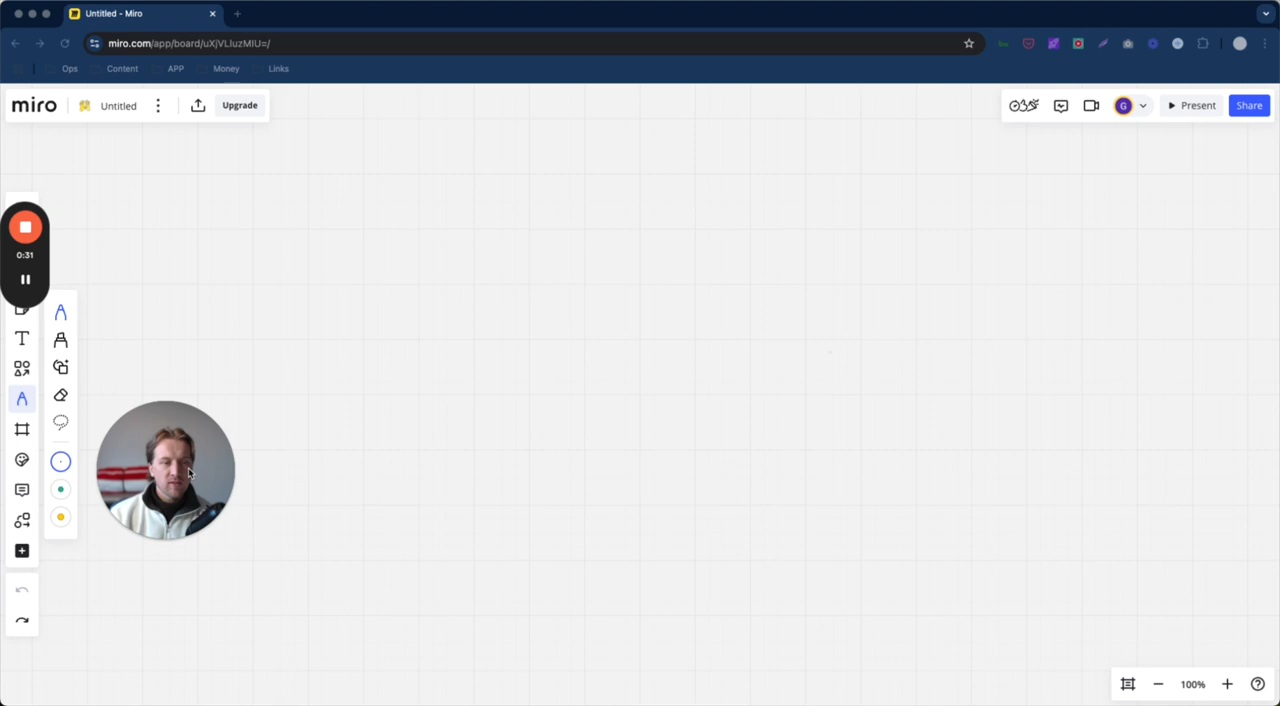 Untitled - Miro
miro.com/app/board/uXjVLIuzMIU=/
Ops
Content
APP
Money
Links
miro
Untitled
Upgrade
G
Present
Share
0:31
T
100%